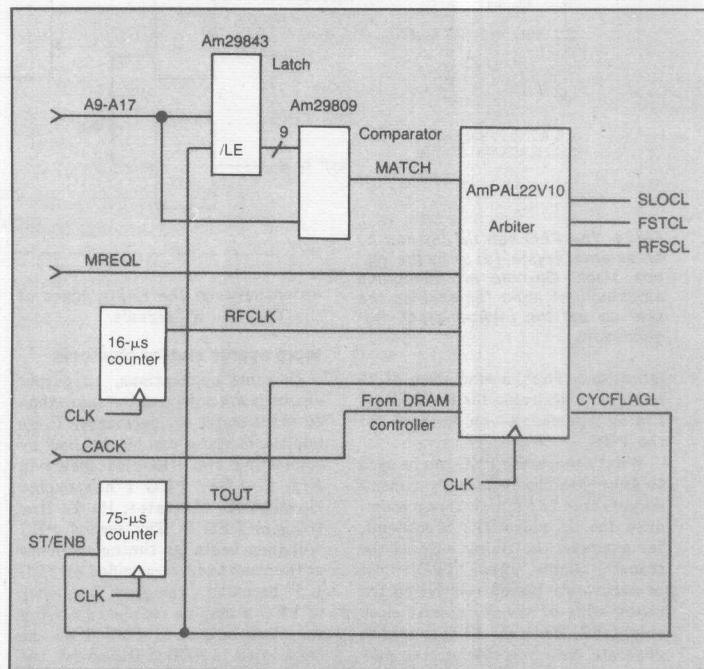 Am29843
Latch
A9-A17
Am29809
/LE
9
Comparator
MATCH
AmPAL22V10
Arbiter
SLOCL
FSTCL
RFSCL
MREQL
RFCLK
16-μs
counter
CLK
From DRAM
controller
CYCFLAGL
CACK
CLK
TOUT
75-μs
counter
ST/ENB
CLK